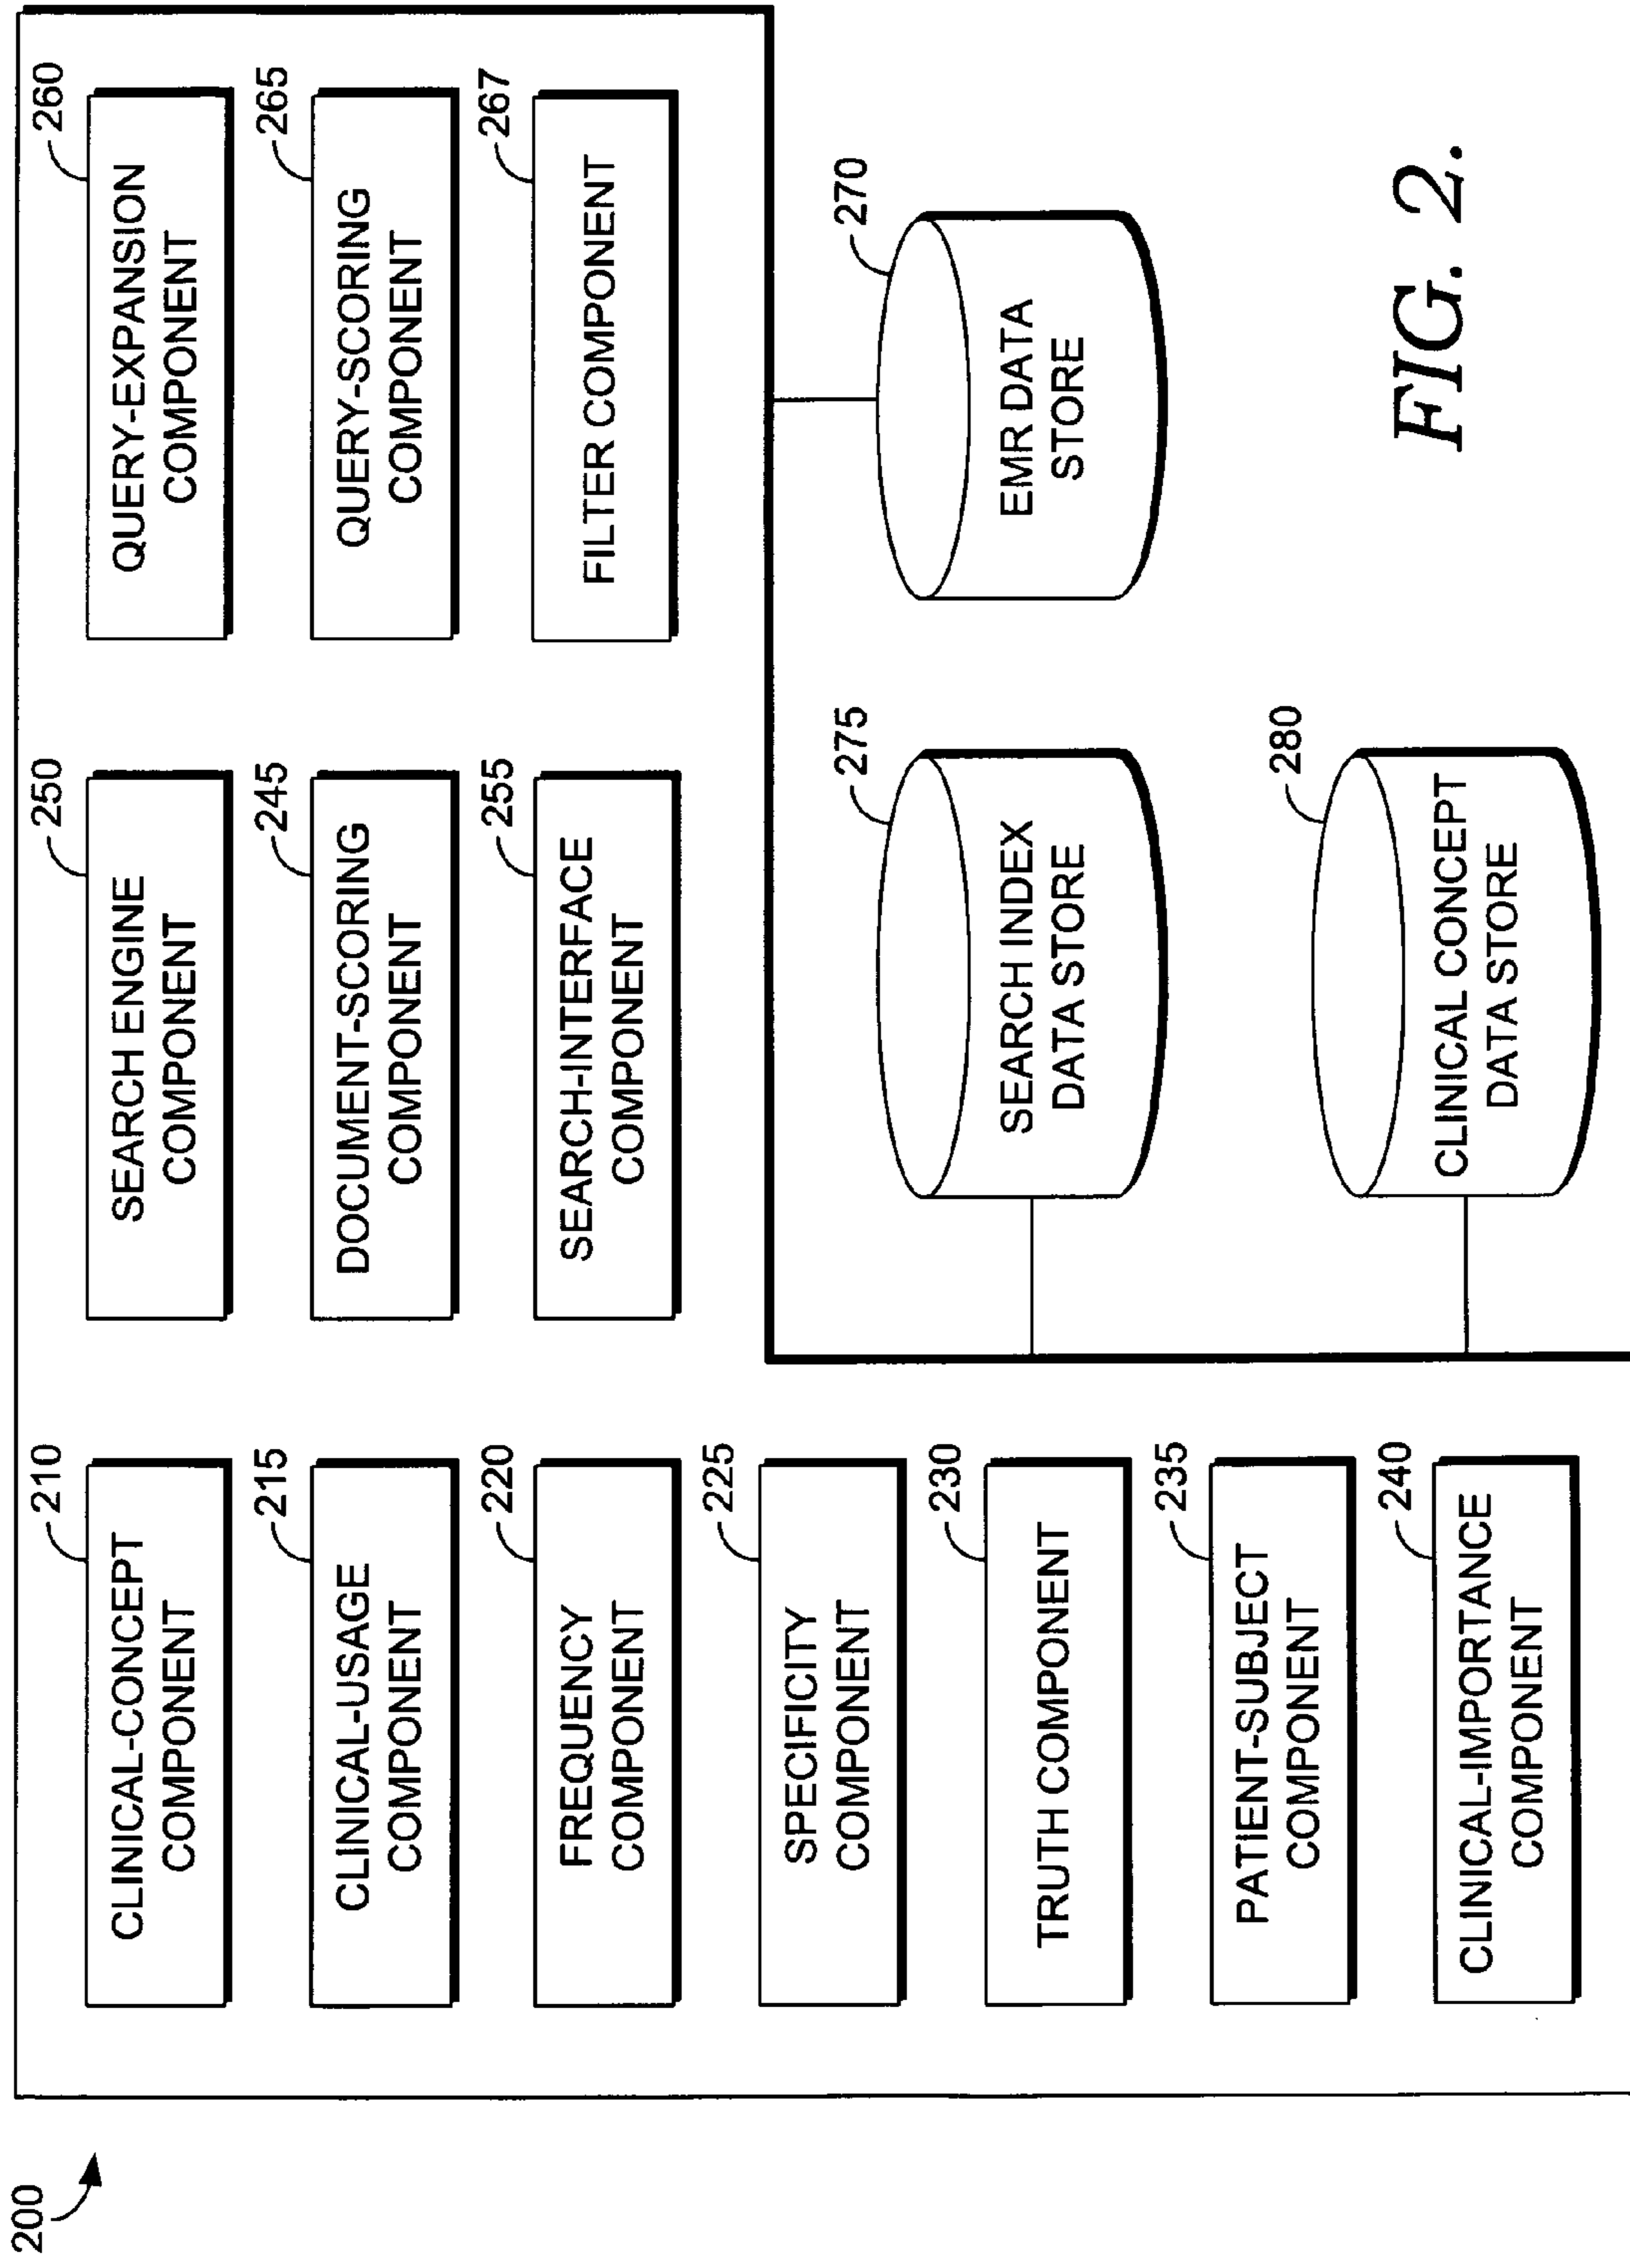 200
210
CLINICAL-CONCEPT
COMPONENT
215
CLINICAL-USAGE
COMPONENT
220
FREQUENCY
COMPONENT
225
SPECIFICITY
COMPONENT
230
TRUTH COMPONENT
235
PATIENT-SUBJECT
COMPONENT
240
CLINICAL-IMPORTANCE
COMPONENT
250
SEARCH ENGINE
COMPONENT
245
DOCUMENT-SCORING
COMPONENT
255
SEARCH-INTERFACE
COMPONENT
260
QUERY-EXPANSION
COMPONENT
265
QUERY-SCORING
COMPONENT
267
FILTER COMPONENT
275
SEARCH INDEX
DATA STORE
270
EMR DATA
STORE
280
CLINICAL CONCEPT
DATA STORE
FIG. 2.